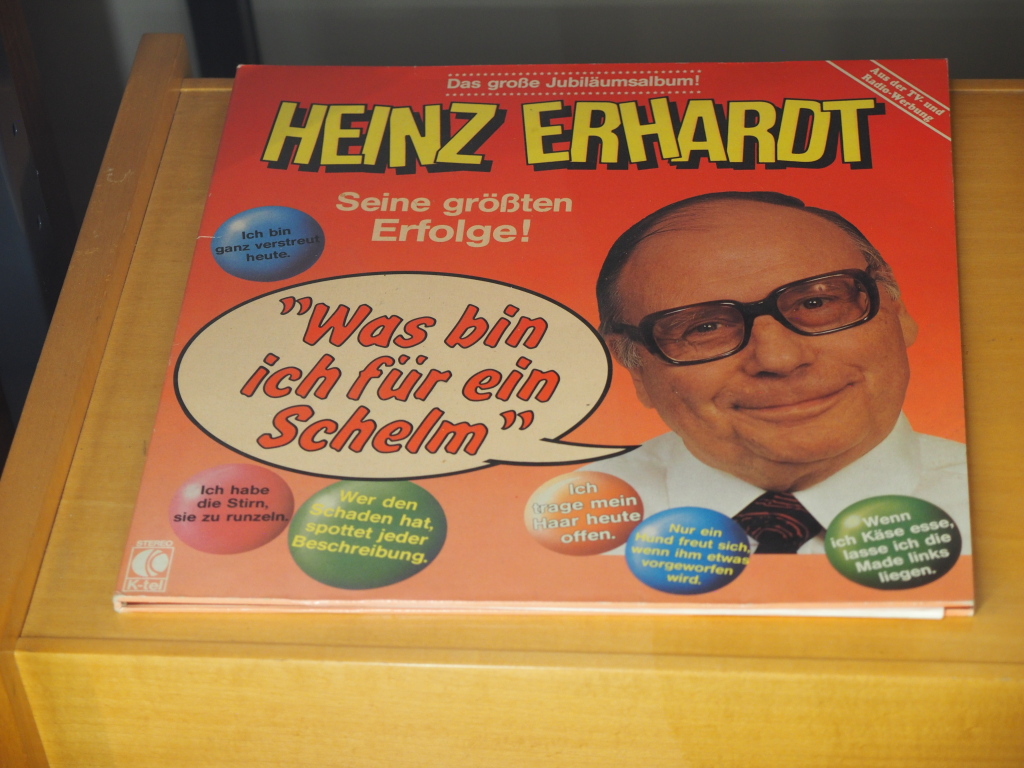 Das große Jubiläumsalbum!
Aus der TV- und
Radio-Werbung
HEINZ ERHARDT
Seine größten
Erfolge!
Ich bin
ganz verstreut
heute.
"Was bin
ich für ein
Schelm"
Ich habe
die Stirn,
sie zu runzeln.
Wer den
Schaden hat,
spottet jeder
Beschreibung.
Ich
trage mein
Haar heute
offen.
Nur ein
Hund freut sich,
wenn ihm etwas
vorgeworfen
wird.
Wenn
ich Käse esse,
lasse ich die
Made links
liegen.
STEREO
K-tel